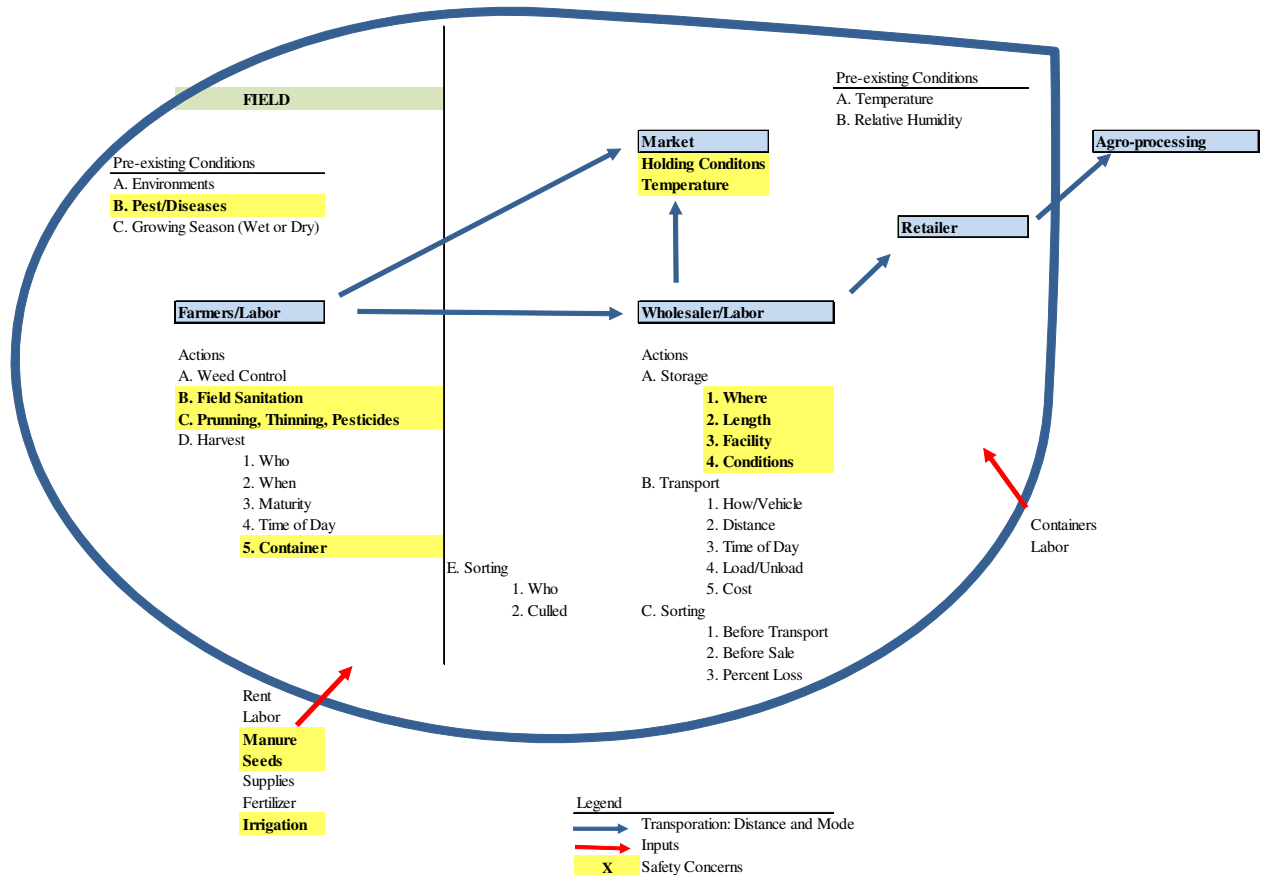 FIELD
Pre-existing Conditions
A. Environments
B. Pest/Diseases
C. Growing Season (Wet or Dry)
Farmers/Labor
Actions
A. Weed Control
B. Field Sanitation
C. Prunning, Thinning, Pesticides
D. Harvest
1. Who
2. When
3. Maturity
4. Time of Day
5. Container
E. Sorting
1. Who
2. Culled
Rent
Labor
Manure
Seeds
Supplies
Fertilizer
Irrigation
Market
Holding Conditons
Temperature
Wholesaler/Labor
Actions
A. Storage
1. Where
2. Length
3. Facility
4. Conditions
B. Transport
1. How/Vehicle
2. Distance
3. Time of Day
4. Load/Unload
5. Cost
C. Sorting
1. Before Transport
2. Before Sale
3. Percent Loss
Pre-existing Conditions
A. Temperature
B. Relative Humidity
Retailer
Agro-processing
Containers
Labor
Legend
Transporation: Distance and Mode
Inputs
X Safety Concerns